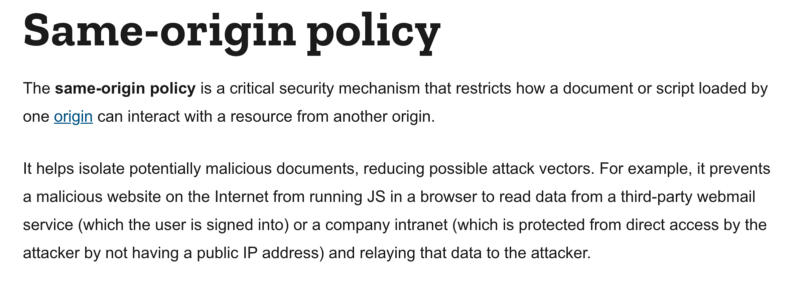 Same-origin policy
The same-origin policy is a critical security mechanism that restricts how a document or script loaded by
one origin can interact with a resource from another origin.
It helps isolate potentially malicious documents, reducing possible attack vectors. For example, it prevents
a malicious website on the Internet from running JS in a browser to read data from a third-party webmail
service (which the user is signed into) or a company intranet (which is protected from direct access by the
attacker by not having a public IP address) and relaying that data to the attacker.